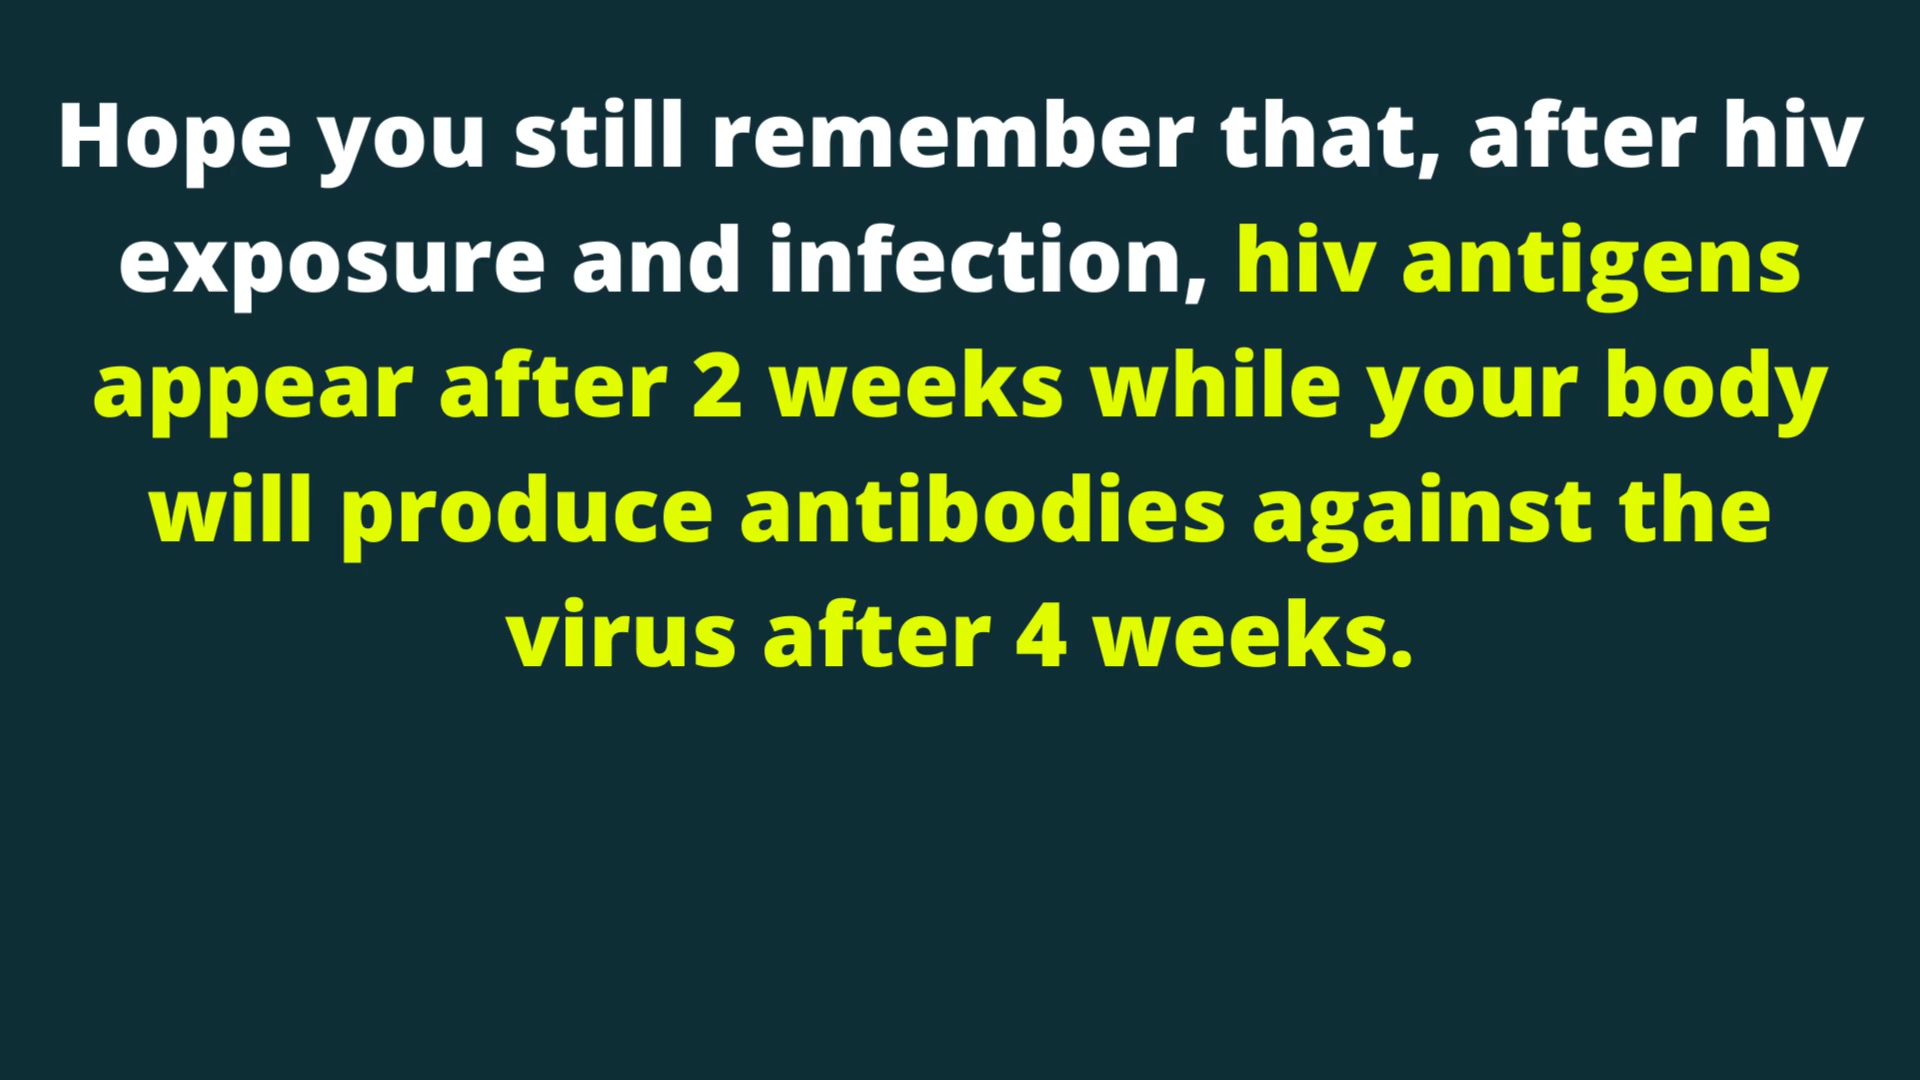 Hope you still remember that, after hiv
exposure and infection, hiv antigens
appear after 2 weeks while your body
will produce antibodies against the
virus after 4 weeks.